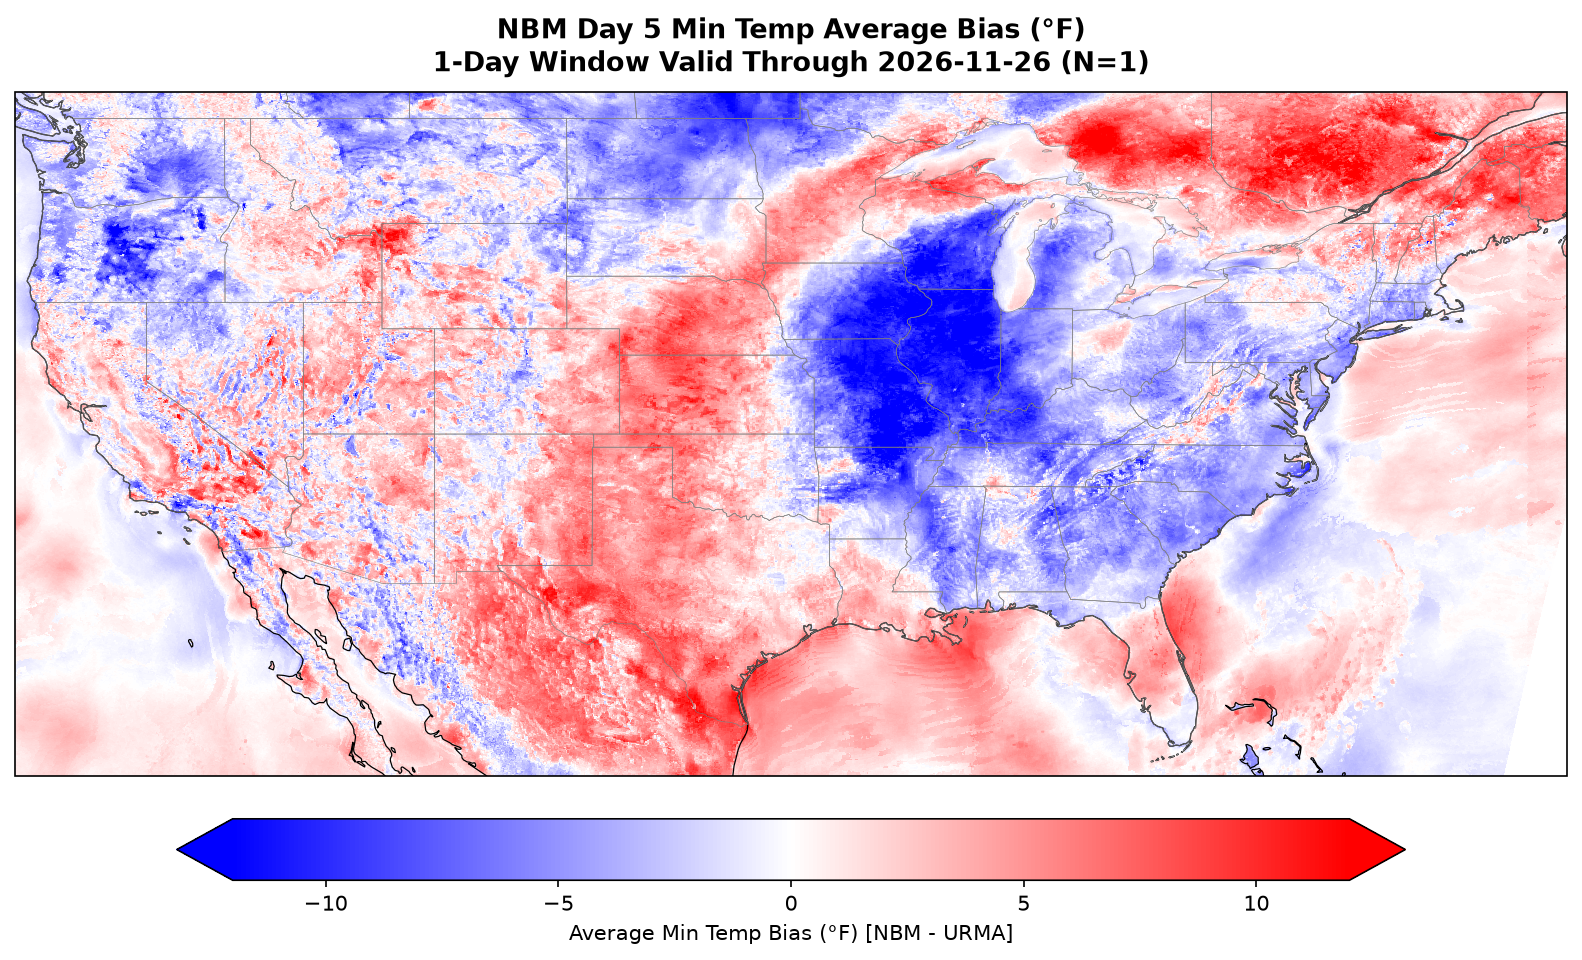 NBM Day 5 Min Temp Average Bias (°F)
1-Day Window Valid Through 2026-11-26 (N=1)
−10 −5 0 5 10
Average Min Temp Bias (°F) [NBM - URMA]